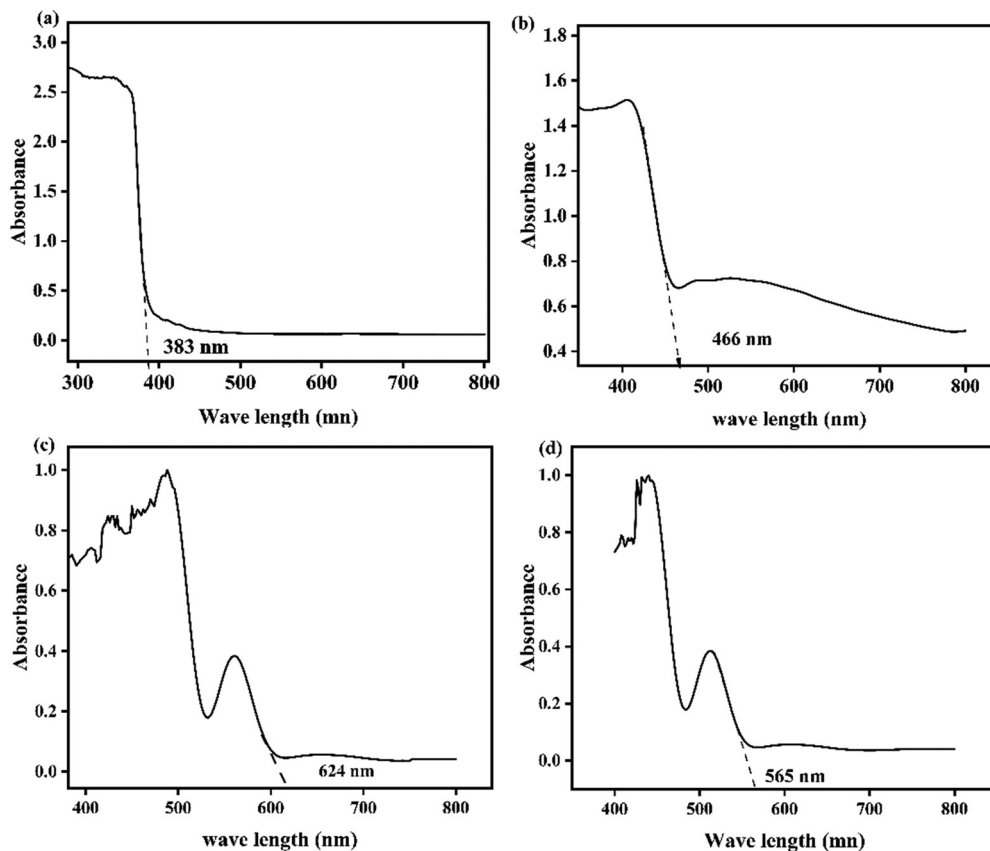 (a)
3.0
2.5
2.0
1.5
1.0
0.5
0.0
Absorbance
383 nm
300 400 500 600 700 800
Wave length (mn)
(b)
1.8
1.6
1.4
1.2
1.0
0.8
0.6
0.4
Absorbance
466 nm
400 500 600 700 800
wave length (nm)
(c)
1.0
0.8
0.6
0.4
0.2
0.0
Absorbance
624 nm
400 500 600 700 800
wave length (nm)
(d)
1.0
0.8
0.6
0.4
0.2
0.0
Absorbance
565 nm
400 500 600 700 800
Wave length (mn)